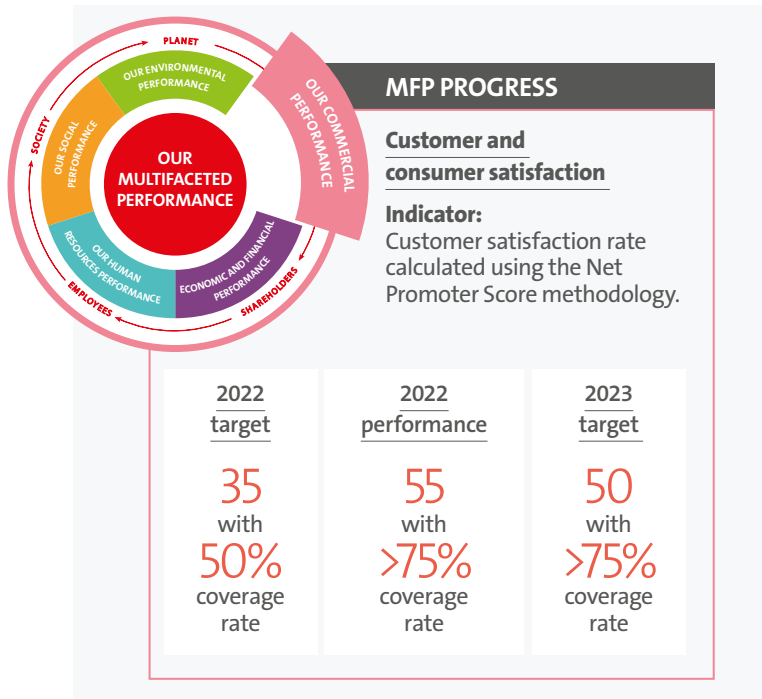 PLANET
OUR ENVIRONMENTAL
PERFORMANCE
OUR COMMERCIAL
PERFORMANCE
SOCIETY
OUR SOCIAL
PERFORMANCE
OUR
MULTIFACETED
PERFORMANCE
OUR HUMAN
RESOURCES PERFORMANCE
ECONOMIC AND FINANCIAL
PERFORMANCE
EMPLOYEES
SHAREHOLDERS
MFP PROGRESS
Customer and
consumer satisfaction
Indicator:
Customer satisfaction rate
calculated using the Net
Promoter Score methodology.
2022
target
35
with
50%
coverage
rate
2022
performance
55
with
>75%
coverage
rate
2023
target
50
with
>75%
coverage
rate